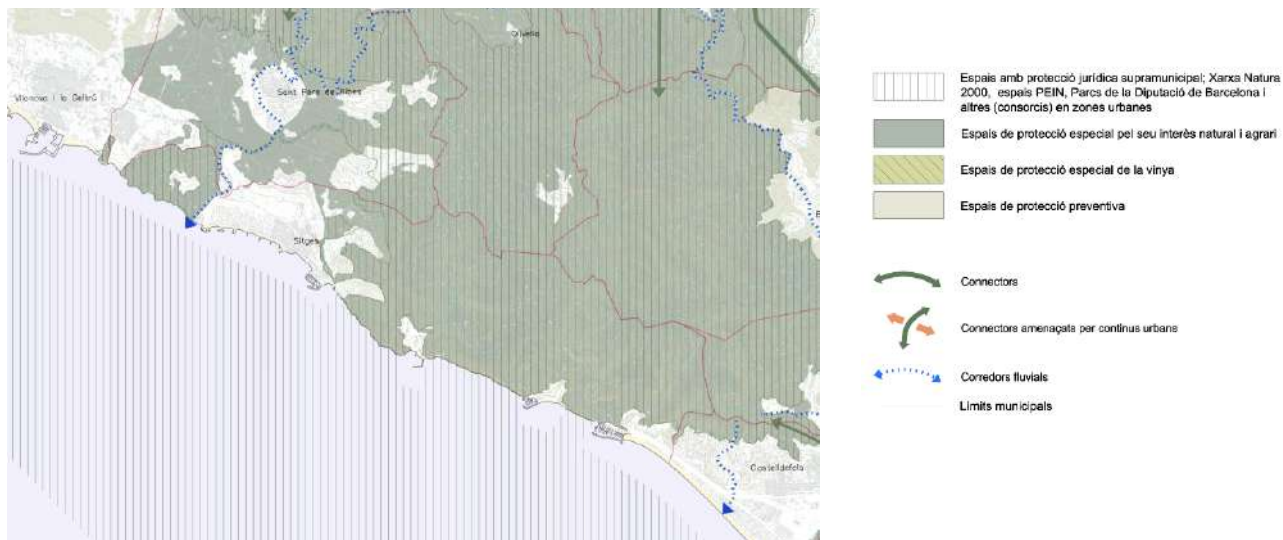 Olivella
Vilanova i la Geltrú
Sant Pere de Ribes
Sitges
Castelldefels
Espais amb protecció jurídica supramunicipal; Xarxa Natura
2000, espais PEIN, Parcs de la Diputació de Barcelona i
altres (consorcis) en zones urbanes
Espais de protecció especial pel seu interès natural i agrari
Espais de protecció especial de la vinya
Espais de protecció preventiva
Connectors
Connectors amenaçats per continus urbans
Corredors fluvials
Límits municipals